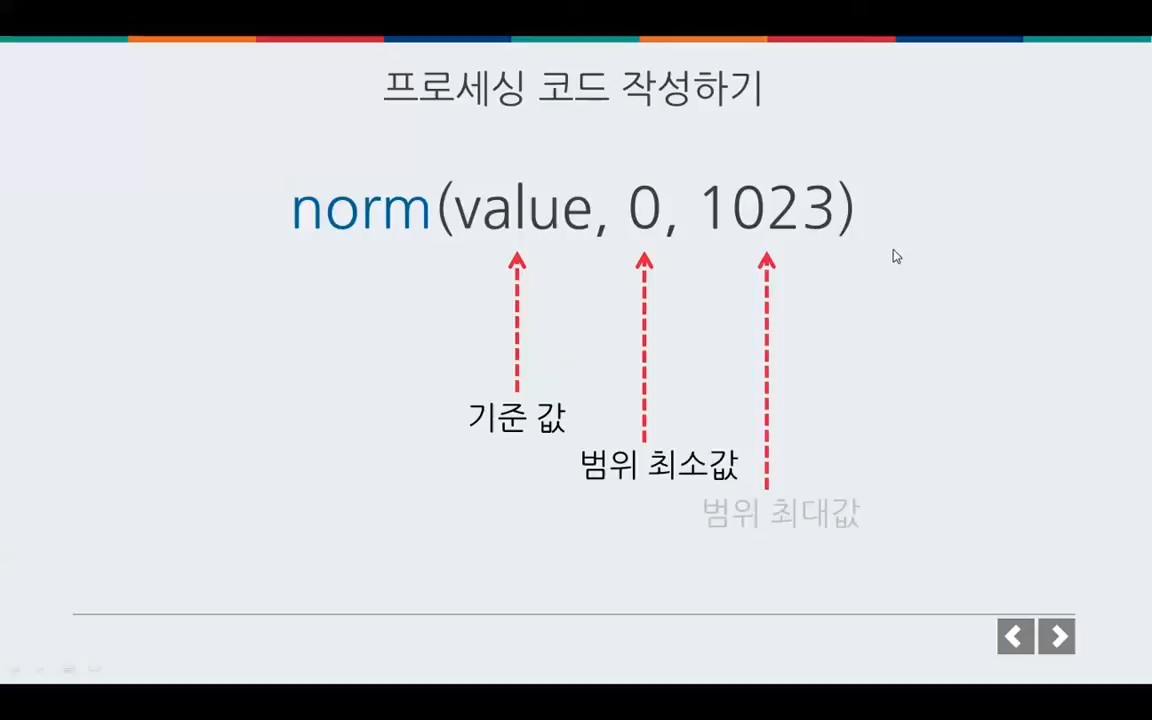 프로세싱 코드 작성하기
norm(value, 0, 1023)
기준 값
범위 최소값
범위 최대값